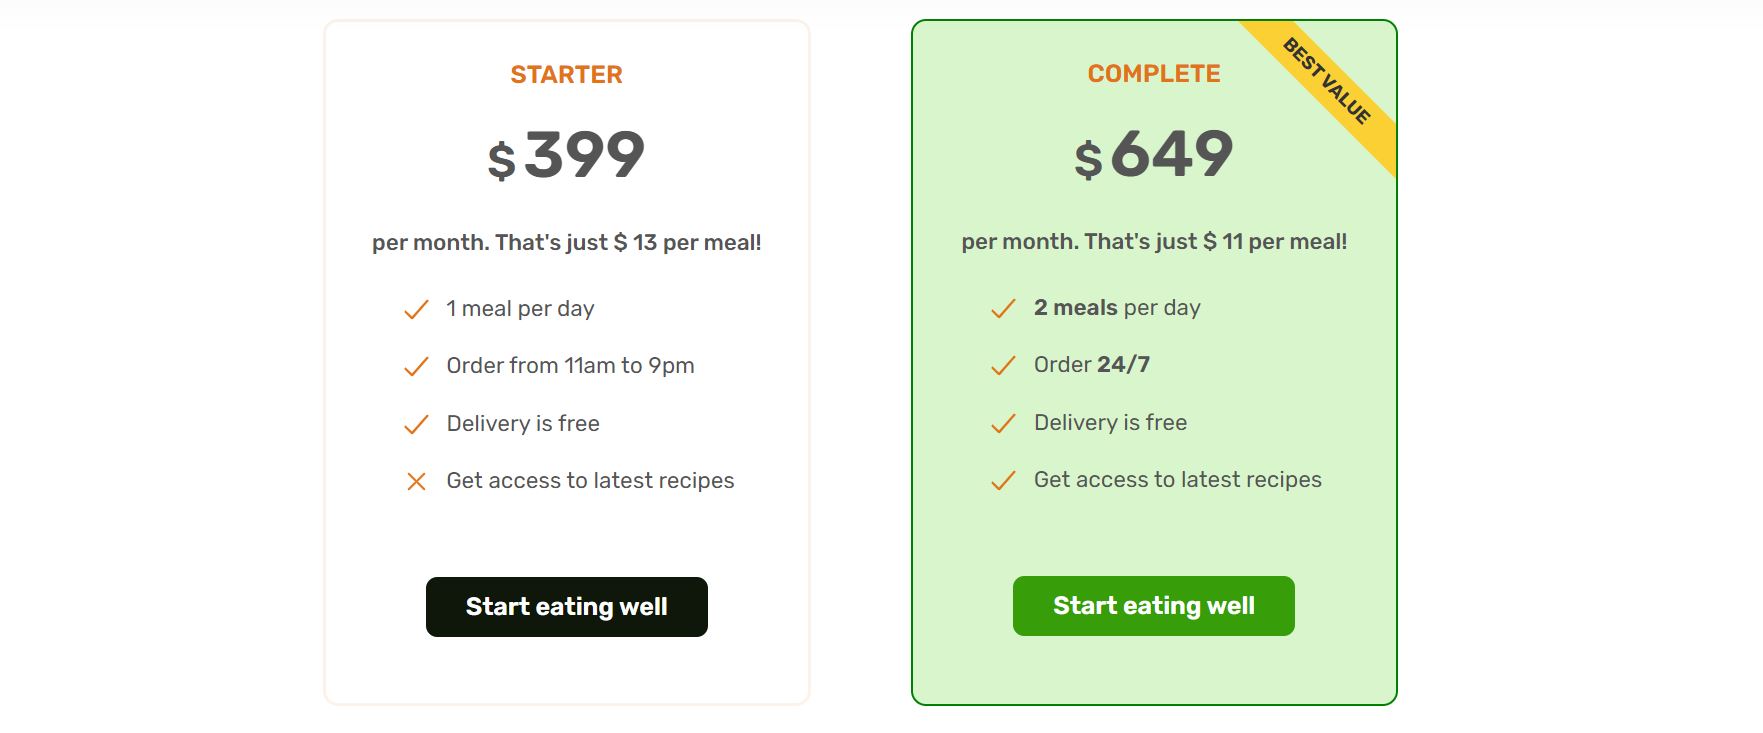 STARTER
$ 399
per month. That's just $ 13 per meal!
1 meal per day
Order from 11am to 9pm
Delivery is free
Get access to latest recipes
Start eating well
COMPLETE
BEST VALUE
$ 649
per month. That's just $ 11 per meal!
2 meals per day
Order 24/7
Delivery is free
Get access to latest recipes
Start eating well